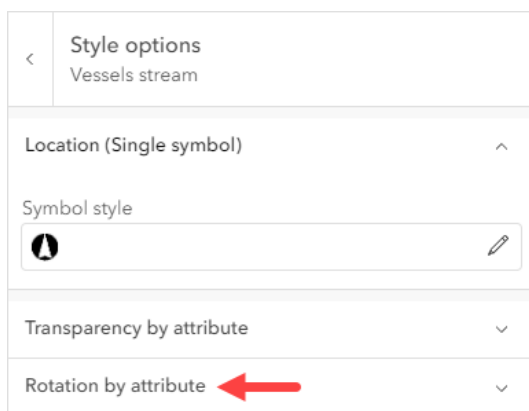 Style options
Vessels stream
Location (Single symbol)
Symbol style
Transparency by attribute
Rotation by attribute